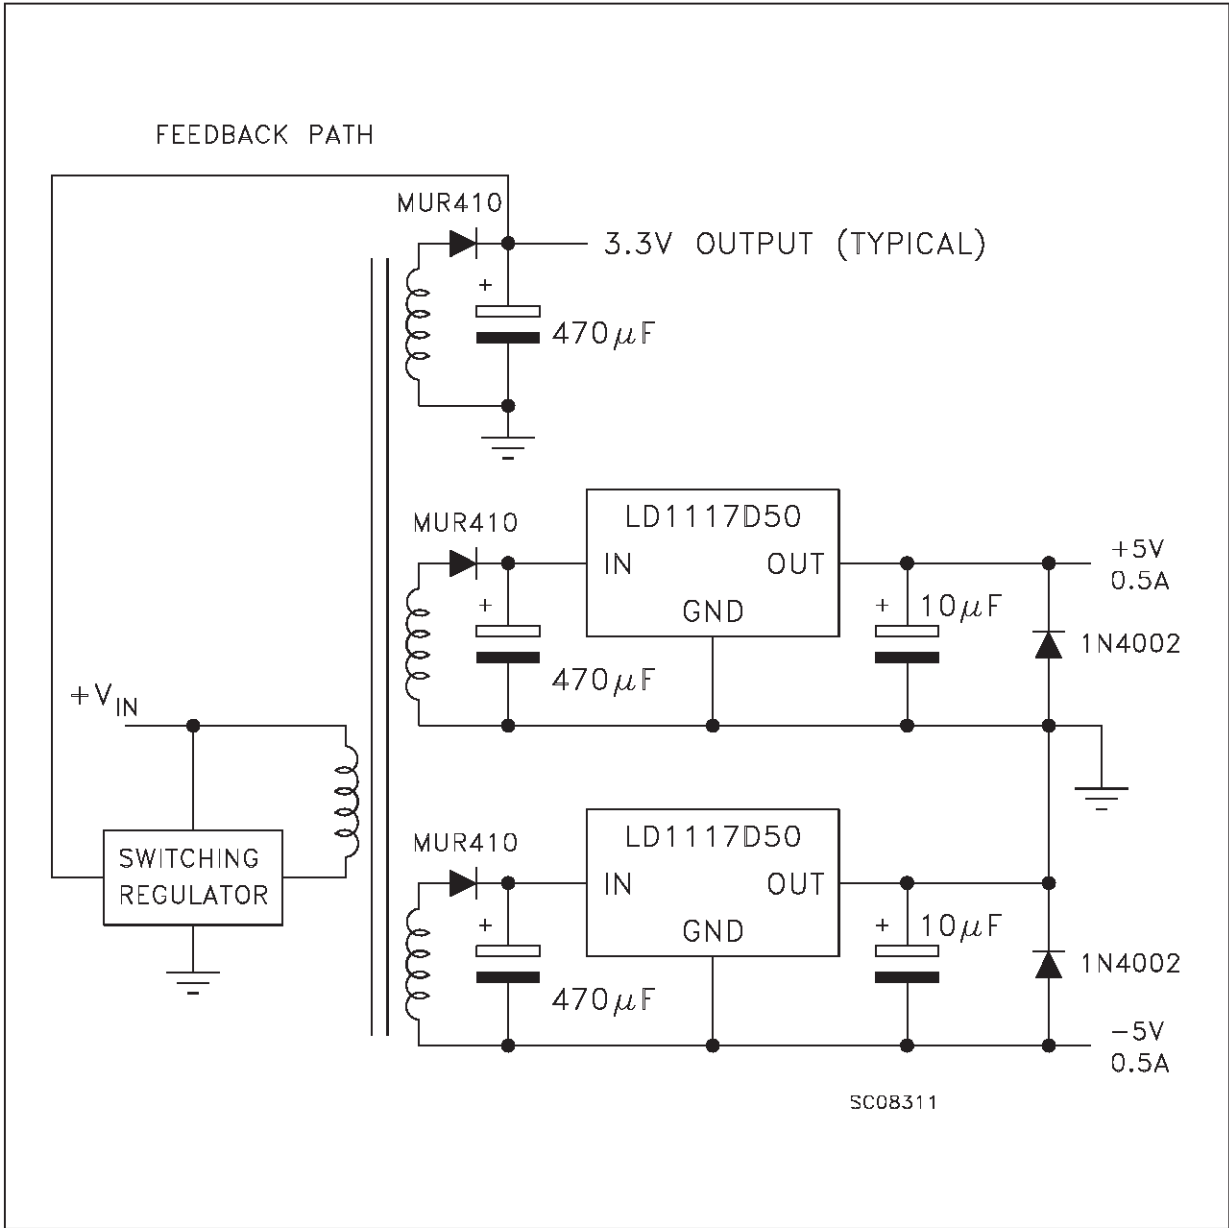 FEEDBACK PATH
MUR410
3.3V OUTPUT (TYPICAL)
+
470μF
MUR410
LD1117D50
IN
OUT
GND
+
470μF
+
10μF
+5V
0.5A
1N4002
+V_IN
SWITCHING
REGULATOR
MUR410
LD1117D50
IN
OUT
GND
+
470μF
+
10μF
1N4002
-5V
0.5A
SC08311